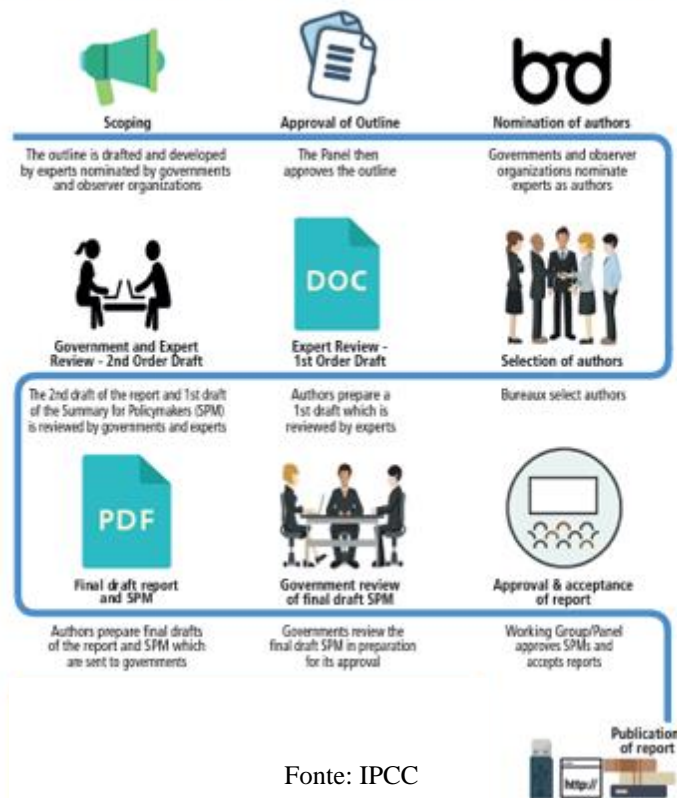 Scoping
The outline is drafted and developed
by experts nominated by governments
and observer organizations
Approval of Outline
The Panel then
approves the outline
Nomination of authors
Governments and observer
organizations nominate
experts as authors
Selection of authors
Bureaux select authors
DOC
Expert Review -
1st Order Draft
Authors prepare a
1st draft which is
reviewed by experts
Government and Expert
Review - 2nd Order Draft
The 2nd draft of the report and 1st draft
of the Summary for Policymakers (SPM)
is reviewed by governments and experts
PDF
Final draft report
and SPM
Authors prepare final drafts
of the report and SPM which
are sent to governments
Government review
of final draft SPM
Governments review the
final draft SPM in preparation
for its approval
Approval & acceptance
of report
Working Group/Panel
approves SPMs and
accepts reports
Publication
of report
http://
Fonte: IPCC